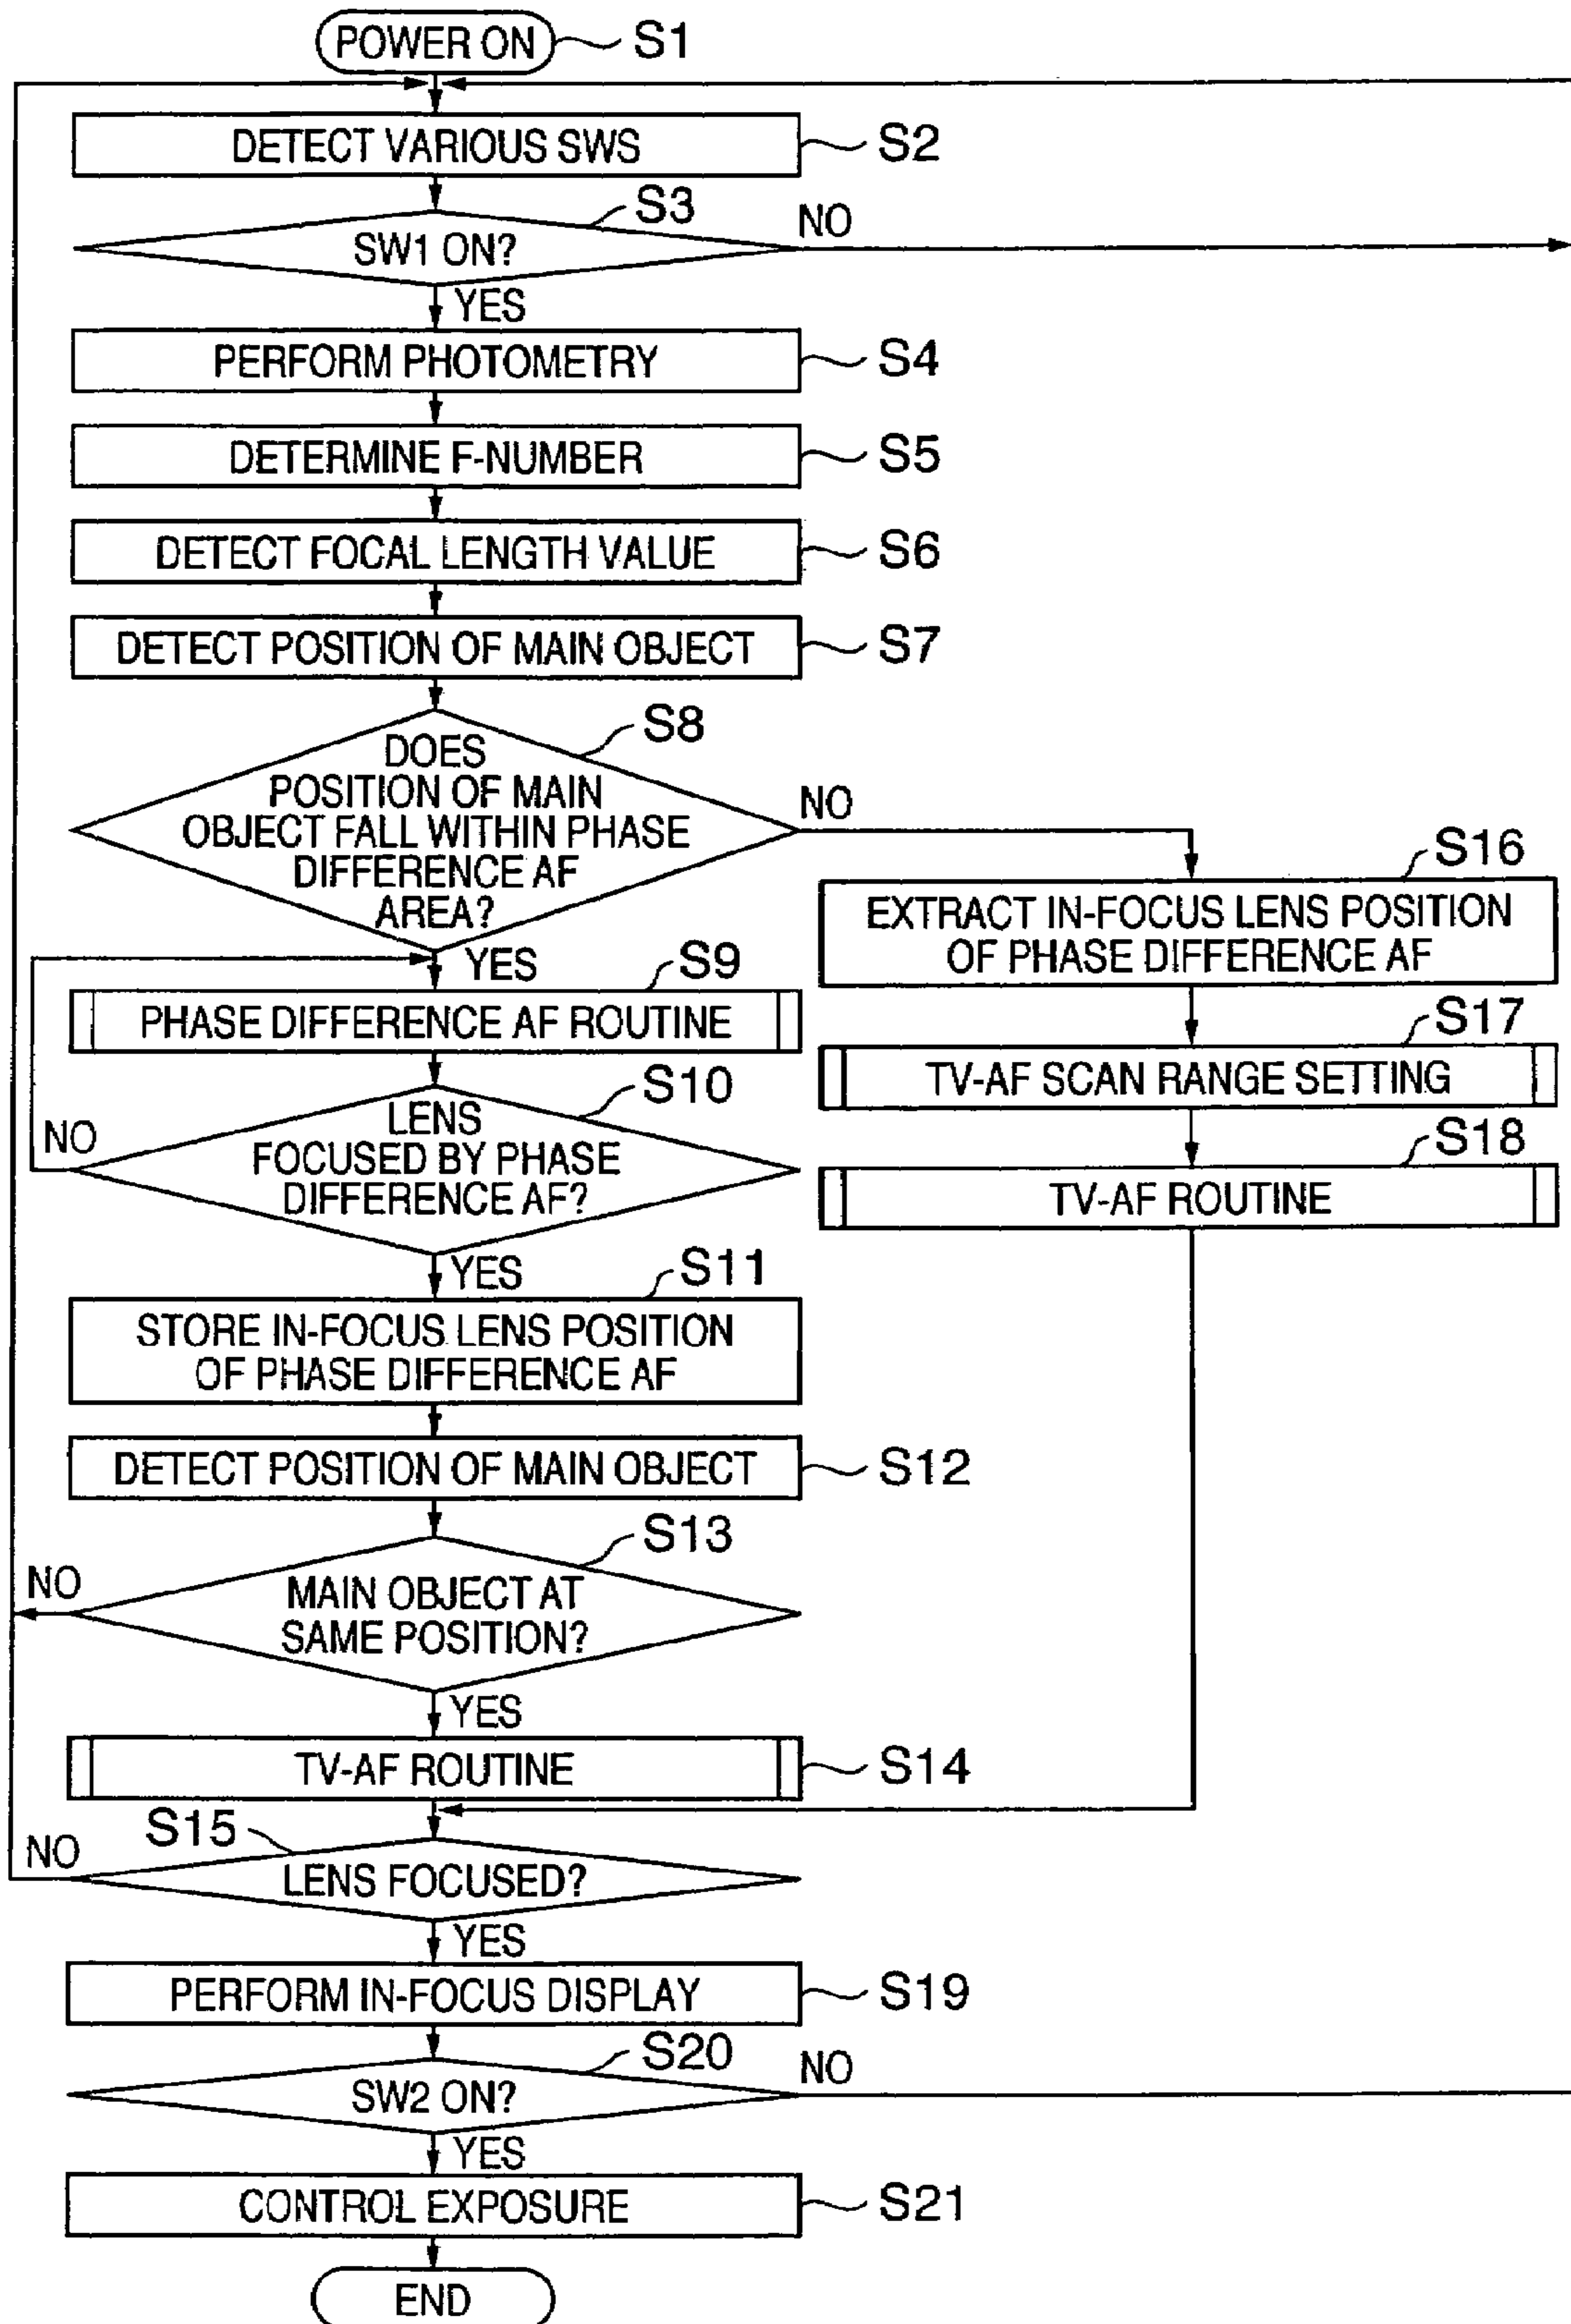 POWER ON S1
DETECT VARIOUS SWS S2
S3
SW1 ON?
NO
YES
PERFORM PHOTOMETRY S4
DETERMINE F-NUMBER S5
DETECT FOCAL LENGTH VALUE S6
DETECT POSITION OF MAIN OBJECT S7
S8
DOES
POSITION OF MAIN
OBJECT FALL WITHIN PHASE
DIFFERENCE AF
AREA?
NO
YES
S9
PHASE DIFFERENCE AF ROUTINE
S10
LENS
FOCUSED BY PHASE
DIFFERENCE AF?
NO
YES
S11
STORE IN-FOCUS LENS POSITION
OF PHASE DIFFERENCE AF
DETECT POSITION OF MAIN OBJECT S12
S13
MAIN OBJECT AT
SAME POSITION?
NO
YES
TV-AF ROUTINE S14
S16
EXTRACT IN-FOCUS LENS POSITION
OF PHASE DIFFERENCE AF
S17
TV-AF SCAN RANGE SETTING
S18
TV-AF ROUTINE
S15
LENS FOCUSED?
NO
YES
PERFORM IN-FOCUS DISPLAY S19
S20
SW2 ON?
NO
YES
CONTROL EXPOSURE S21
END